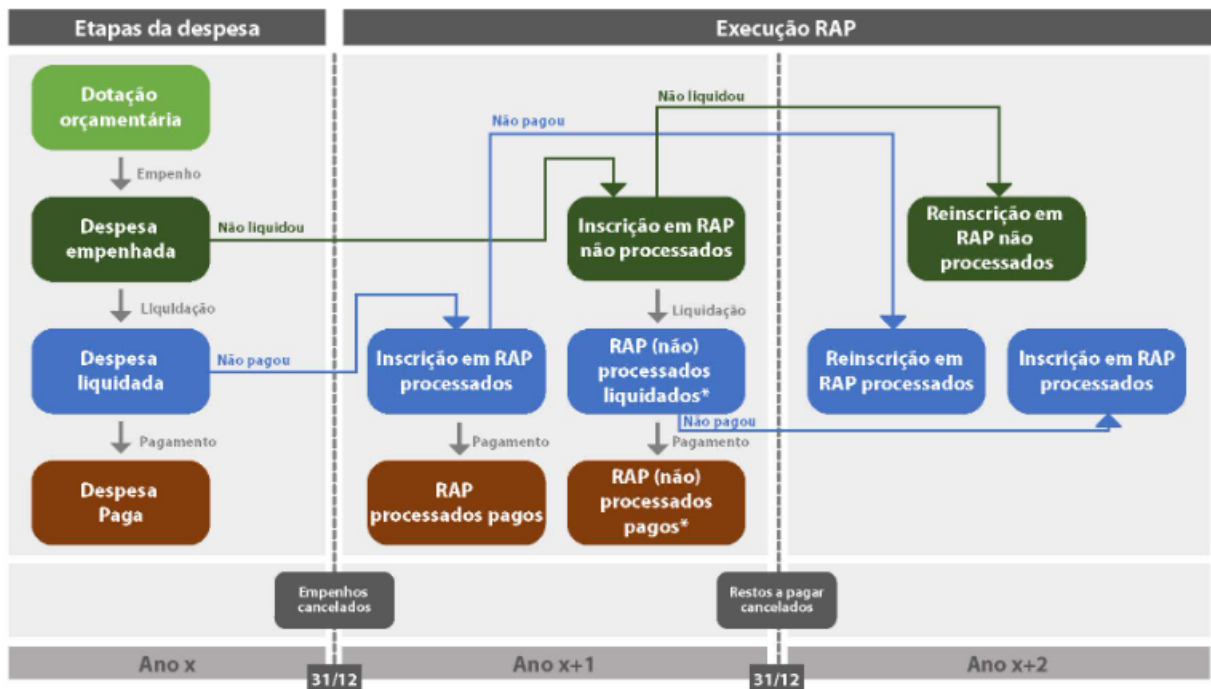 Etapas da despesa
Execução RAP
Dotação
orçamentária
Empenho
Despesa
empenhada
Não liquidou
Liquidação
Despesa
liquidada
Não pagou
Pagamento
Despesa
Paga
Não pagou
Inscrição em RAP
processados
Pagamento
RAP
processados pagos
Não liquidou
Inscrição em RAP
não processados
Liquidação
RAP (não)
processados
liquidados*
Não pagou
Pagamento
RAP (não)
processados
pagos*
Reinscrição em
RAP não
processados
Reinscrição em
RAP processados
Inscrição em RAP
processados
Empenhos
cancelados
Restos a pagar
cancelados
Ano x
31/12
Ano x+1
31/12
Ano x+2